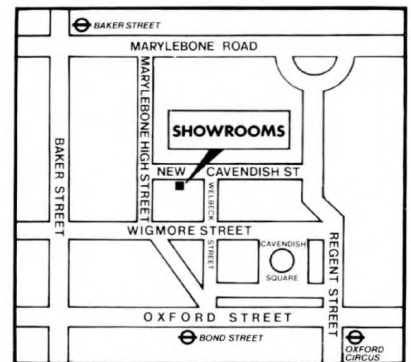 BAKER STREET
MARYLEBONE ROAD
MARYLEBONE HIGH STREET
BAKER STREET
SHOWROOMS
NEW CAVENDISH ST
WELBECK STREET
WIGMORE STREET
CAVENDISH
SQUARE
REGENT STREET
OXFORD STREET
BOND STREET
OXFORD
CIRCUS